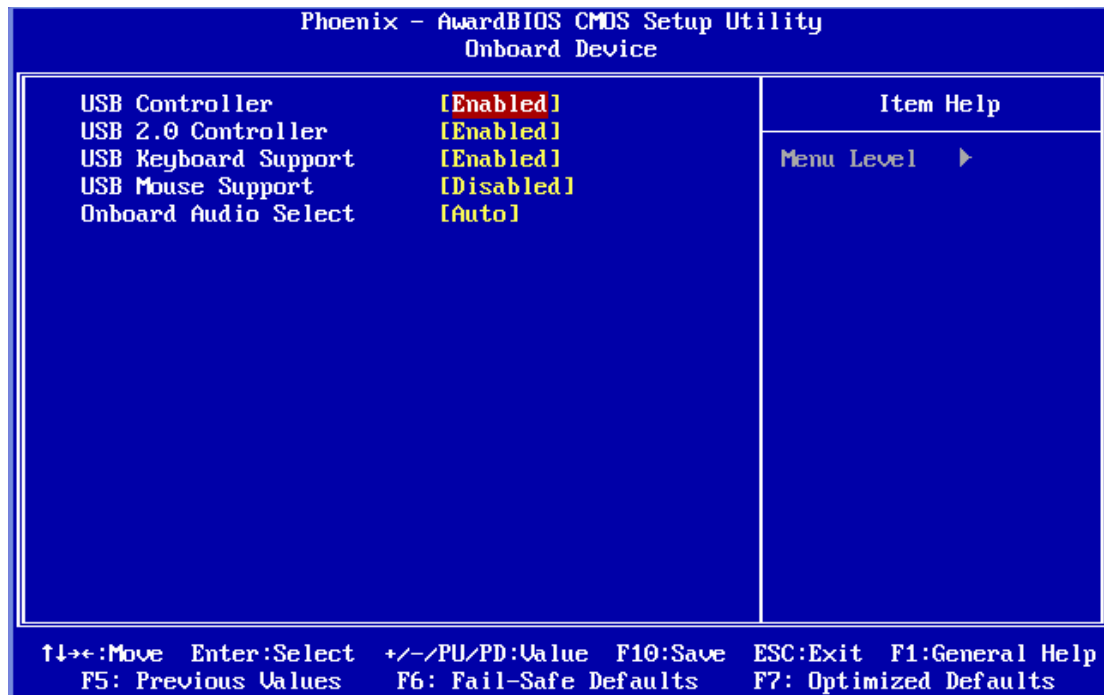 Phoenix - AwardBIOS CMOS Setup Utility
Onboard Device
USB Controller [Enabled]
USB 2.0 Controller [Enabled]
USB Keyboard Support [Enabled]
USB Mouse Support [Disabled]
Onboard Audio Select [Auto]
Item Help
Menu Level ▶
↑↓→←:Move Enter:Select +/-/PU/PD:Value F10:Save ESC:Exit F1:General Help
F5: Previous Values F6: Fail-Safe Defaults F7: Optimized Defaults